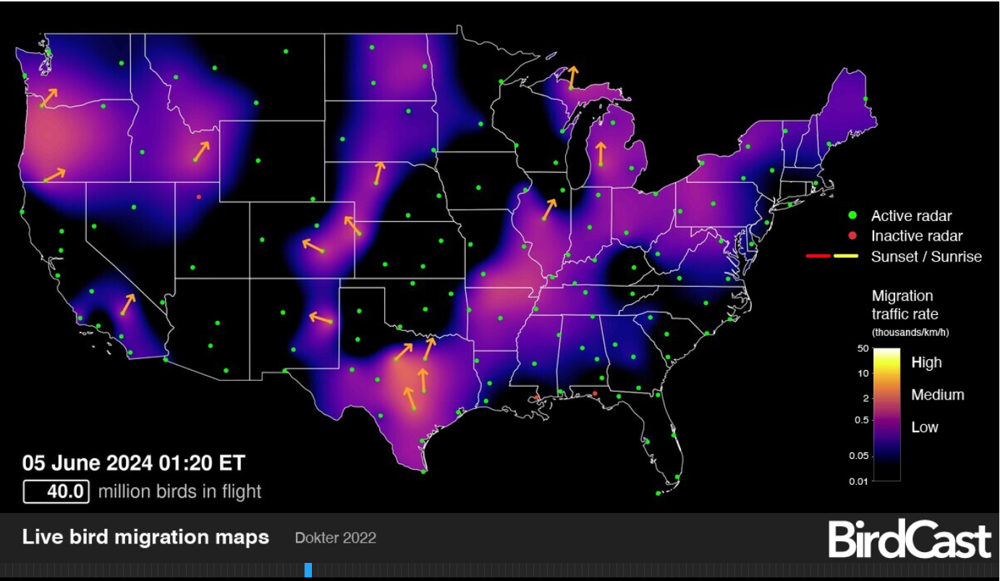 Active radar
Inactive radar
Sunset / Sunrise
Migration
traffic rate
(thousands/km/h)
50
High
10
Medium
2
0.5
Low
0.05
0.01
05 June 2024 01:20 ET
40.0 million birds in flight
Live bird migration maps Dokter 2022
BirdCast